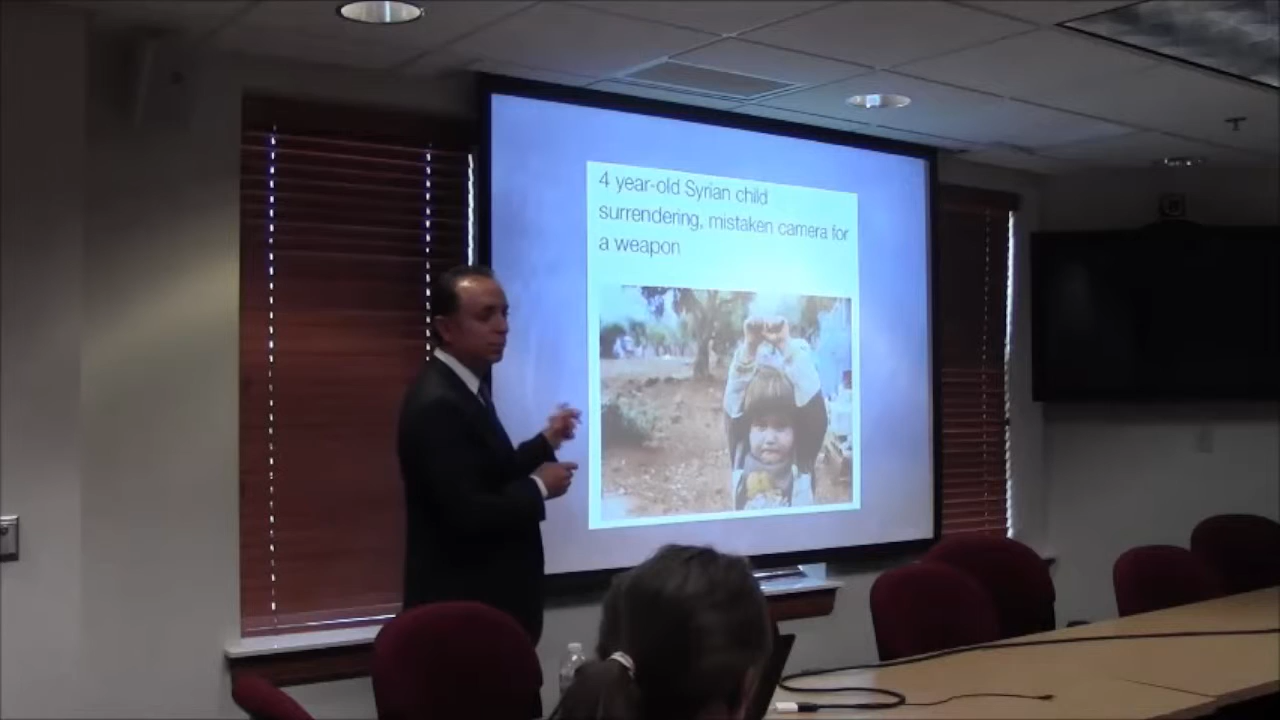 4 year-old Syrian child
surrendering, mistaken camera for
a weapon